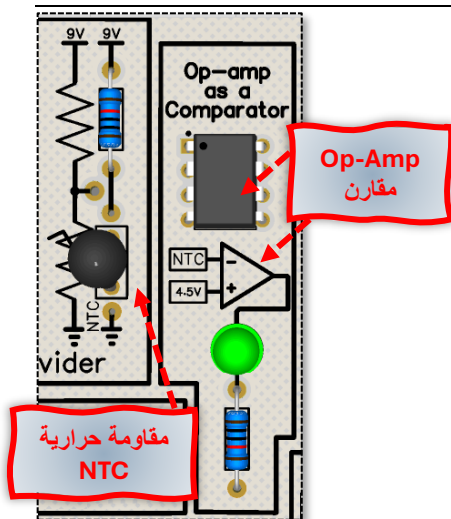 9V 9V
Op-amp
as a
Comparator
Op-Amp
مقارن
NTC
4.5V
NTC
vider
مقاومة حرارية
NTC